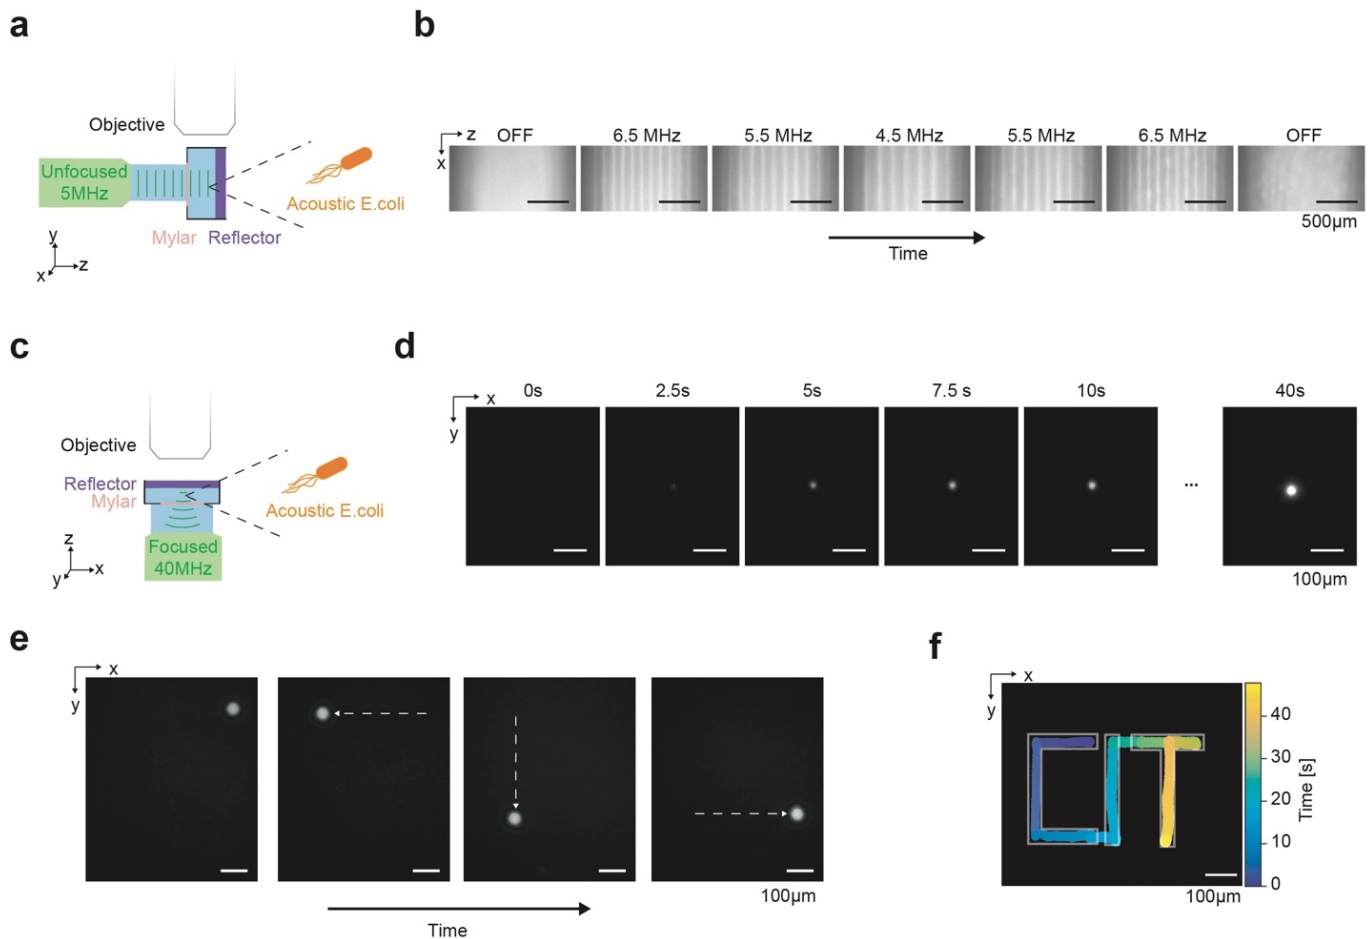 a
Objective
Unfocused
5MHz
Acoustic E.coli
Mylar Reflector
y
x z
b
z
x
OFF 6.5 MHz 5.5 MHz 4.5 MHz 5.5 MHz 6.5 MHz OFF
500µm
Time
c
Objective
Reflector
Mylar
Acoustic E.coli
Focused
40MHz
z
y x
d
x
y
0s 2.5s 5s 7.5 s 10s ... 40s
100µm
e
x
y
100µm
Time
f
x
y
40
30
20
10
0
Time [s]
100µm